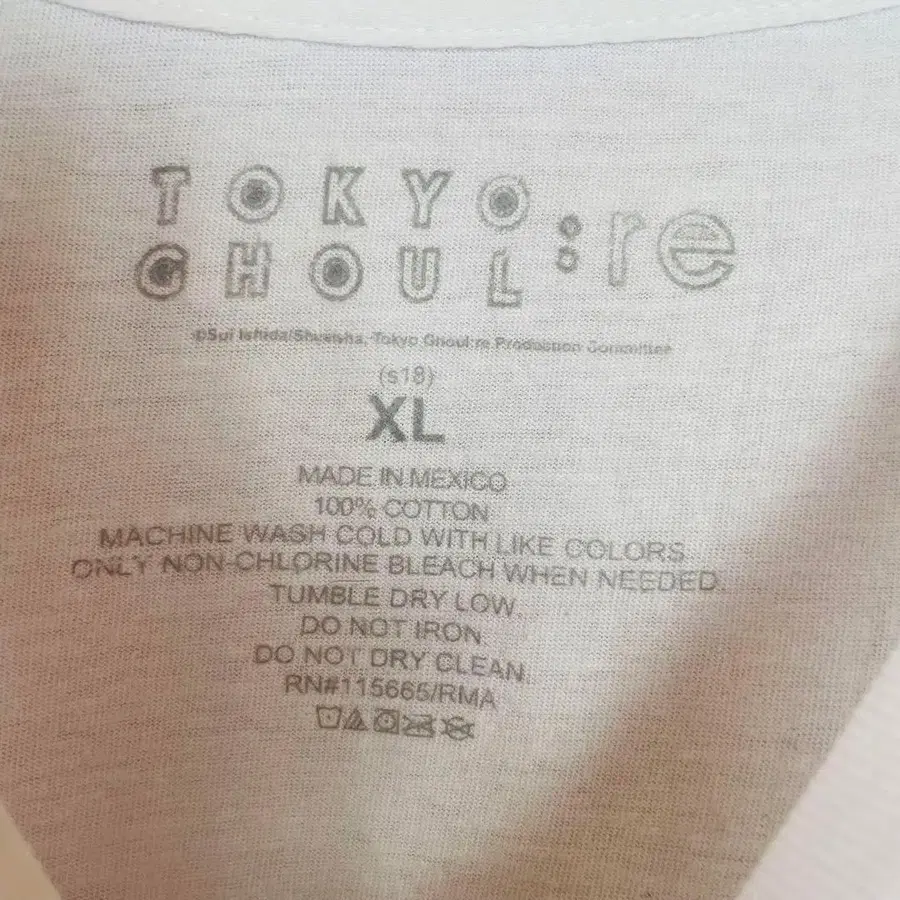 TOKYO
GHOUL:re
©Sui Ishida/Shueisha, Tokyo Ghoul:re Production Committee
(s18)
XL
MADE IN MEXICO
100% COTTON
MACHINE WASH COLD WITH LIKE COLORS.
ONLY NON-CHLORINE BLEACH WHEN NEEDED.
TUMBLE DRY LOW.
DO NOT IRON
DO NOT DRY CLEAN.
RN#115665/RMA